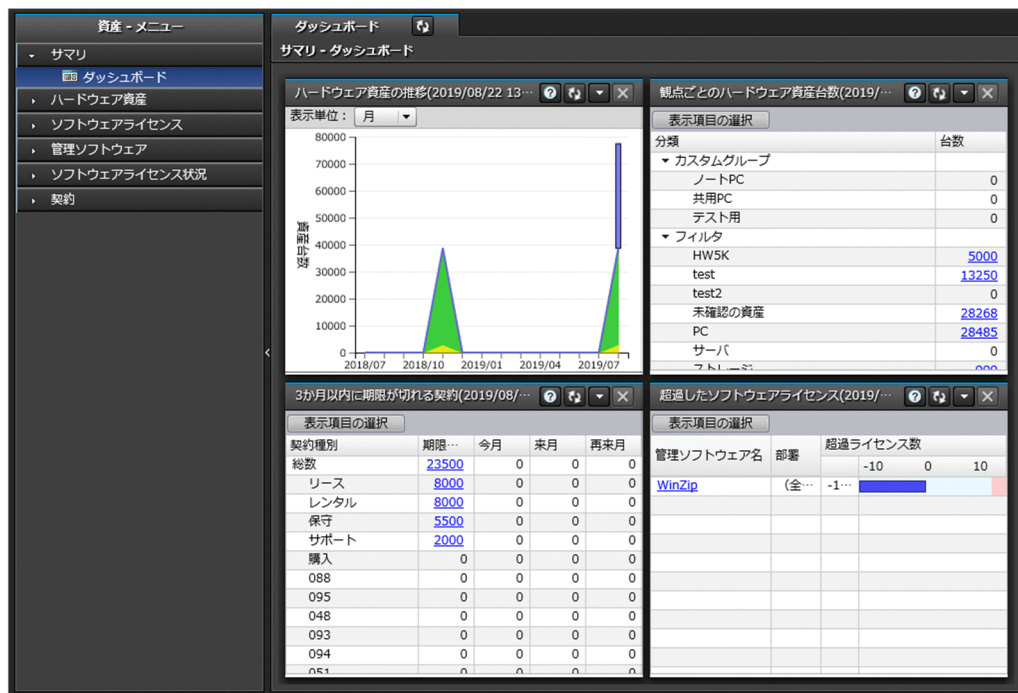 資産 - メニュー
サマリ
ダッシュボード
ハードウェア資産
ソフトウェアライセンス
管理ソフトウェア
ソフトウェアライセンス状況
契約
ダッシュボード
サマリ - ダッシュボード
ハードウェア資産の推移(2019/08/22 13…
表示単位： 月
資産台数
80000
70000
60000
50000
40000
30000
20000
10000
0
2018/07 2018/10 2019/01 2019/04 2019/07
観点ごとのハードウェア資産台数(2019/…
表示項目の選択
分類 台数
カスタムグループ
ノートPC 0
共用PC 0
テスト用 0
フィルタ
HW5K 5000
test 13250
test2 0
未確認の資産 28268
PC 28485
サーバ 0
ストレージ
3か月以内に期限が切れる契約(2019/08/…
表示項目の選択
契約種別 期限… 今月 来月 再来月
総数 23500 0 0 0
リース 8000 0 0 0
レンタル 8000 0 0 0
保守 5500 0 0 0
サポート 2000 0 0 0
購入 0 0 0 0
088 0 0 0 0
095 0 0 0 0
048 0 0 0 0
093 0 0 0 0
094 0 0 0 0
051 0 0 0 0
超過したソフトウェアライセンス(2019/…
表示項目の選択
管理ソフトウェア名 部署 超過ライセンス数
-10 0 10
WinZip （全… -1…